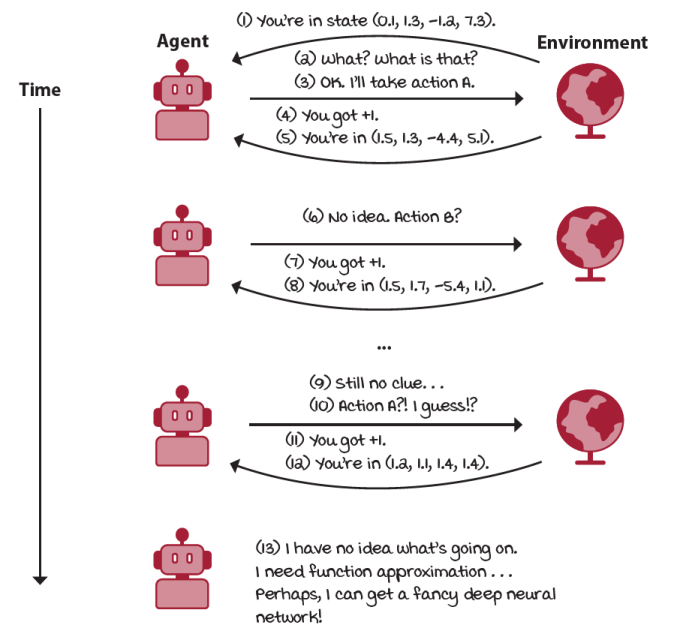 (1) You're in state (0.1, 1.3, –1.2, 7.3).
Agent
Environment
(2) What? What is that?
(3) OK. I'll take action A.
Time
(4) You got +1.
(5) You're in (1.5, 1.3, –4.4, 5.1).
(6) No idea. Action B?
(7) You got +1.
(8) You're in (1.5, 1.7, –5.4, 1.1).
...
(9) Still no clue...
(10) Action A?! I guess!?
(11) You got +1.
(12) You're in (1.2, 1.1, 1.4, 1.4).
(13) I have no idea what's going on.
I need function approximation...
Perhaps, I can get a fancy deep neural
network!